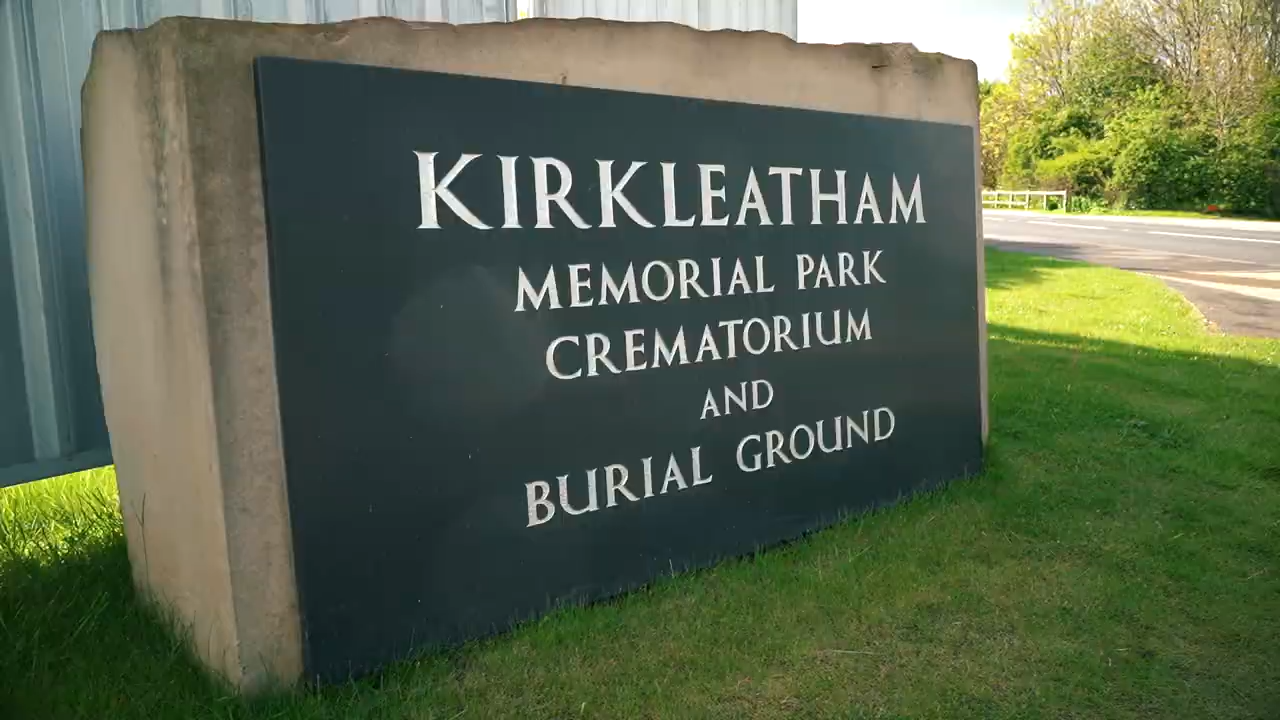 KIRKLEATHAM
MEMORIAL PARK
CREMATORIUM
AND
BURIAL GROUND